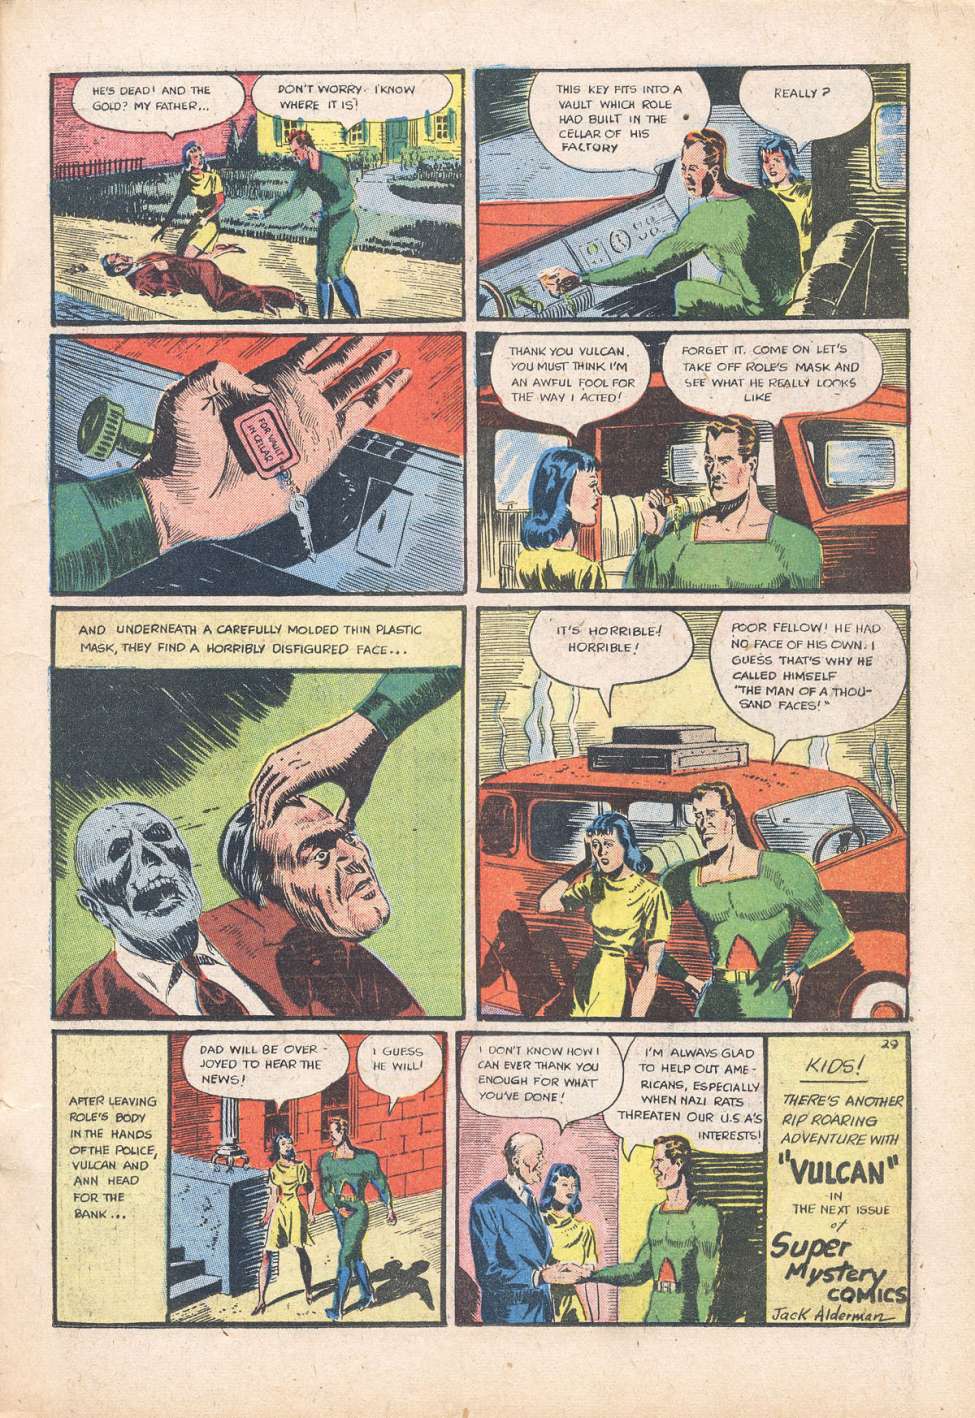 HE'S DEAD! AND THE
GOLD? MY FATHER...
DON'T WORRY. I KNOW
WHERE IT IS!
THIS KEY FITS INTO A
VAULT WHICH ROLE
HAD BUILT IN THE
CELLAR OF HIS
FACTORY
REALLY?
FOR VAULT
IN CELLAR
THANK YOU VULCAN,
YOU MUST THINK I'M
AN AWFUL FOOL FOR
THE WAY I ACTED!
FORGET IT. COME ON LET'S
TAKE OFF ROLE'S MASK AND
SEE WHAT HE REALLY LOOKS
LIKE
AND UNDERNEATH A CAREFULLY MOLDED THIN PLASTIC
MASK, THEY FIND A HORRIBLY DISFIGURED FACE...
IT'S HORRIBLE!
HORRIBLE!
POOR FELLOW! HE HAD
NO FACE OF HIS OWN. I
GUESS THAT'S WHY HE
CALLED HIMSELF
"THE MAN OF A THOU-
SAND FACES!"
AFTER LEAVING
ROLE'S BODY
IN THE HANDS
OF THE POLICE,
VULCAN AND
ANN HEAD
FOR THE
BANK...
DAD WILL BE OVER-
JOYED TO HEAR THE
NEWS!
I GUESS
HE WILL!
I DON'T KNOW HOW I
CAN EVER THANK YOU
ENOUGH FOR WHAT
YOU'VE DONE!
I'M ALWAYS GLAD
TO HELP OUT AME-
RICANS, ESPECIALLY
WHEN NAZI RATS
THREATEN OUR U.S.A'S
INTERESTS!
29
KIDS!
THERE'S ANOTHER
RIP ROARING
ADVENTURE WITH
"VULCAN"
IN
THE NEXT ISSUE
of
Super
Mystery
COMICS
Jack Alderman